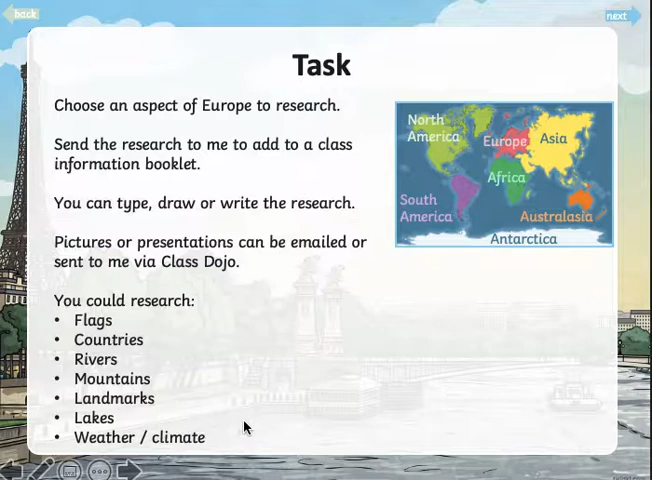 back
next
Task
Choose an aspect of Europe to research.
Send the research to me to add to a class
information booklet.
You can type, draw or write the research.
Pictures or presentations can be emailed or
sent to me via Class Dojo.
You could research:
• Flags
• Countries
• Rivers
• Mountains
• Landmarks
• Lakes
• Weather / climate
North
America
Europe
Asia
Africa
South
America
Australasia
Antarctica